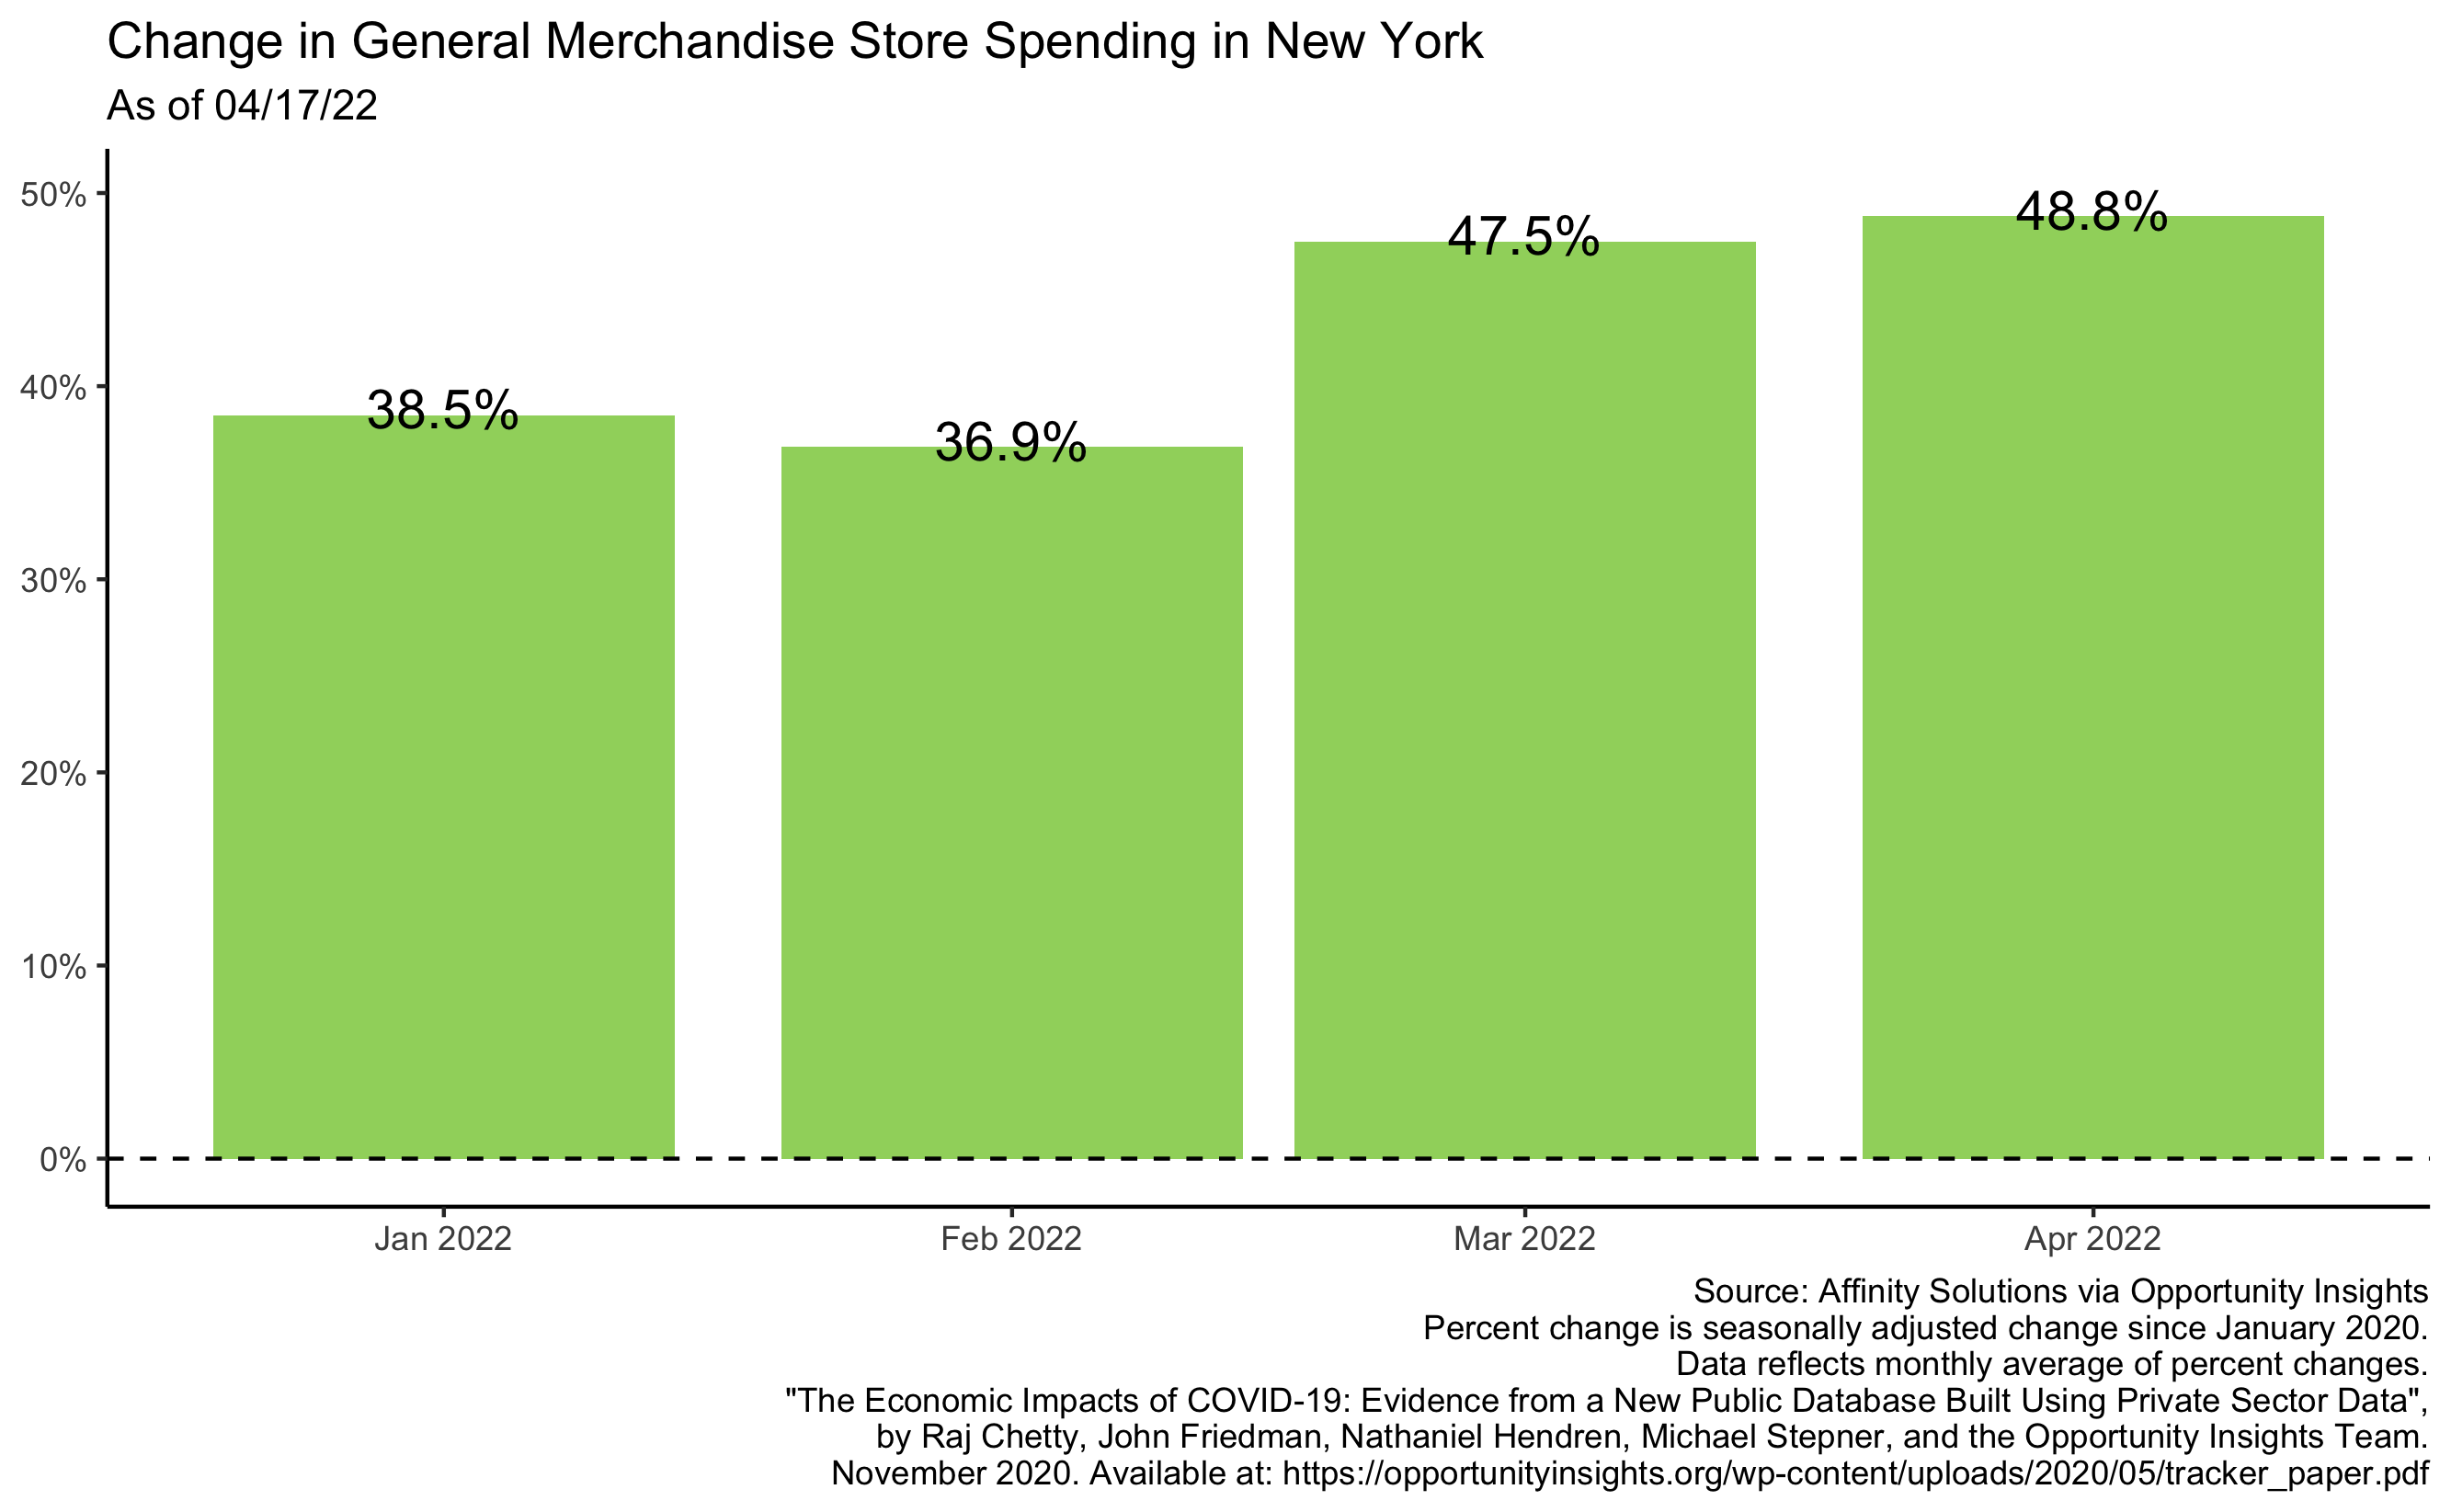 Change in General Merchandise Store Spending in New York
As of 04/17/22
50%
40%
30%
20%
10%
0%
38.5%
36.9%
47.5%
48.8%
Jan 2022
Feb 2022
Mar 2022
Apr 2022
Source: Affinity Solutions via Opportunity Insights
Percent change is seasonally adjusted change since January 2020.
Data reflects monthly average of percent changes.
"The Economic Impacts of COVID-19: Evidence from a New Public Database Built Using Private Sector Data",
by Raj Chetty, John Friedman, Nathaniel Hendren, Michael Stepner, and the Opportunity Insights Team.
November 2020. Available at: https://opportunityinsights.org/wp-content/uploads/2020/05/tracker_paper.pdf